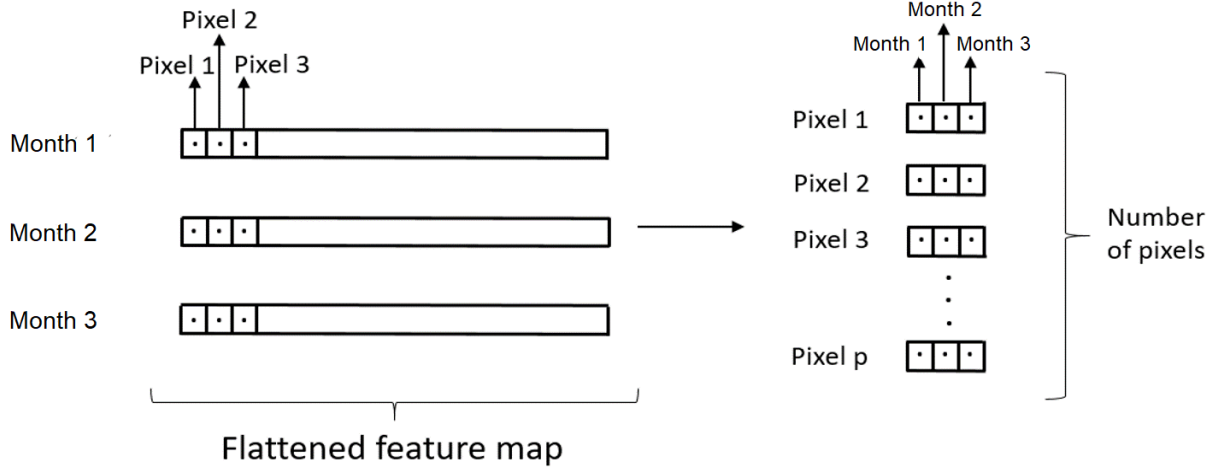 Pixel 2
Pixel 1
Pixel 3
Month 1
Month 2
Month 3
Flattened feature map
Month 2
Month 1
Month 3
Pixel 1
Pixel 2
Pixel 3
Pixel p
Number
of pixels